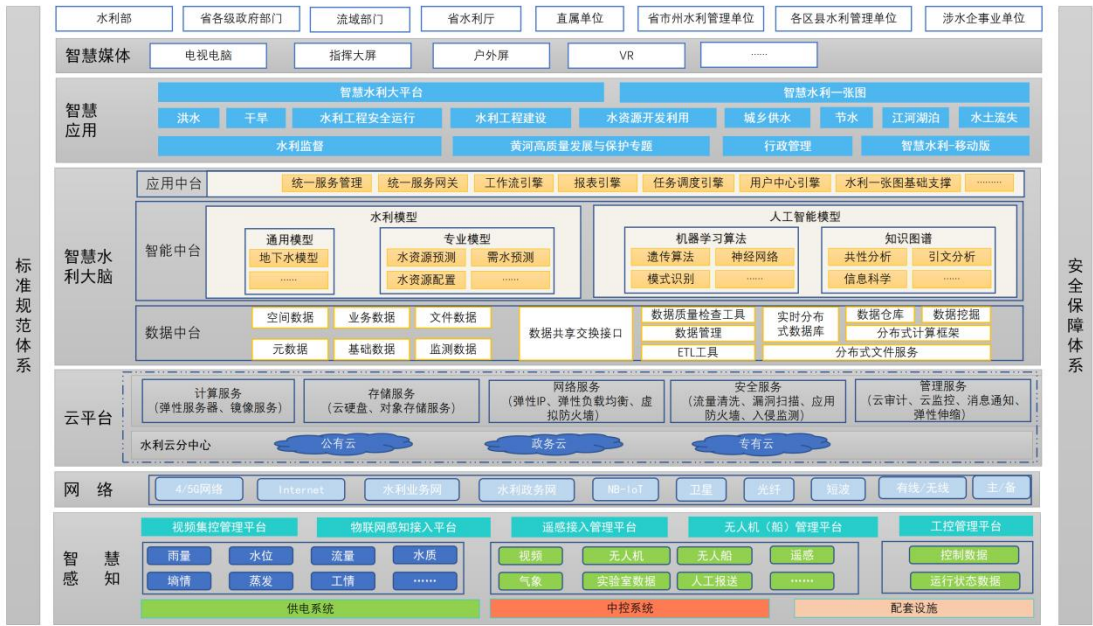 水利部 省各级政府部门 流域部门 省水利厅 直属单位 省市州水利管理单位 各区县水利管理单位 涉水企事业单位
智慧媒体 电视电脑 指挥大屏 户外屏 VR ……
智慧应用
智慧水利大平台 智慧水利一张图
洪水 干旱 水利工程安全运行 水利工程建设 水资源开发利用 城乡供水 节水 江河湖泊 水土流失
水利监督 黄河高质量发展与保护专题 行政管理 智慧水利-移动版
智慧水利大脑
应用中台 统一服务管理 统一服务网关 工作流引擎 报表引擎 任务调度引擎 用户中心引擎 水利一张图基础支撑 ………
智能中台
水利模型 人工智能模型
通用模型 专业模型 机器学习算法 知识图谱
地下水模型 水资源预测 需水预测 遗传算法 神经网络 共性分析 引文分析
…… 水资源配置 …… 模式识别 …… 信息科学 ……
数据中台
空间数据 业务数据 文件数据
元数据 基础数据 监测数据
数据共享交换接口
数据质量检查工具
数据管理
ETL工具
实时分布式数据库
数据仓库 数据挖掘
分布式计算框架
分布式文件服务
云平台
计算服务
(弹性服务器、镜像服务)
存储服务
(云硬盘、对象存储服务)
网络服务
(弹性IP、弹性负载均衡、虚
拟防火墙)
安全服务
(流量清洗、漏洞扫描、应用
防火墙、入侵监测)
管理服务
(云审计、云监控、消息通知、
弹性伸缩)
水利云分中心 公有云 政务云 专有云
网络 4/5G网络 Internet 水利业务网 水利政务网 NB-IoT 卫星 光纤 短波 有线/无线 主/备
智慧感知
视频集控管理平台 物联网感知接入平台 遥感接入管理平台 无人机(船)管理平台 工控管理平台
雨量 水位 流量 水质 视频 无人机 无人船 遥感 控制数据
墒情 蒸发 工情 …… 气象 实验室数据 人工报送 …… 运行状态数据
供电系统 中控系统 配套设施
标准规范体系
安全保障体系